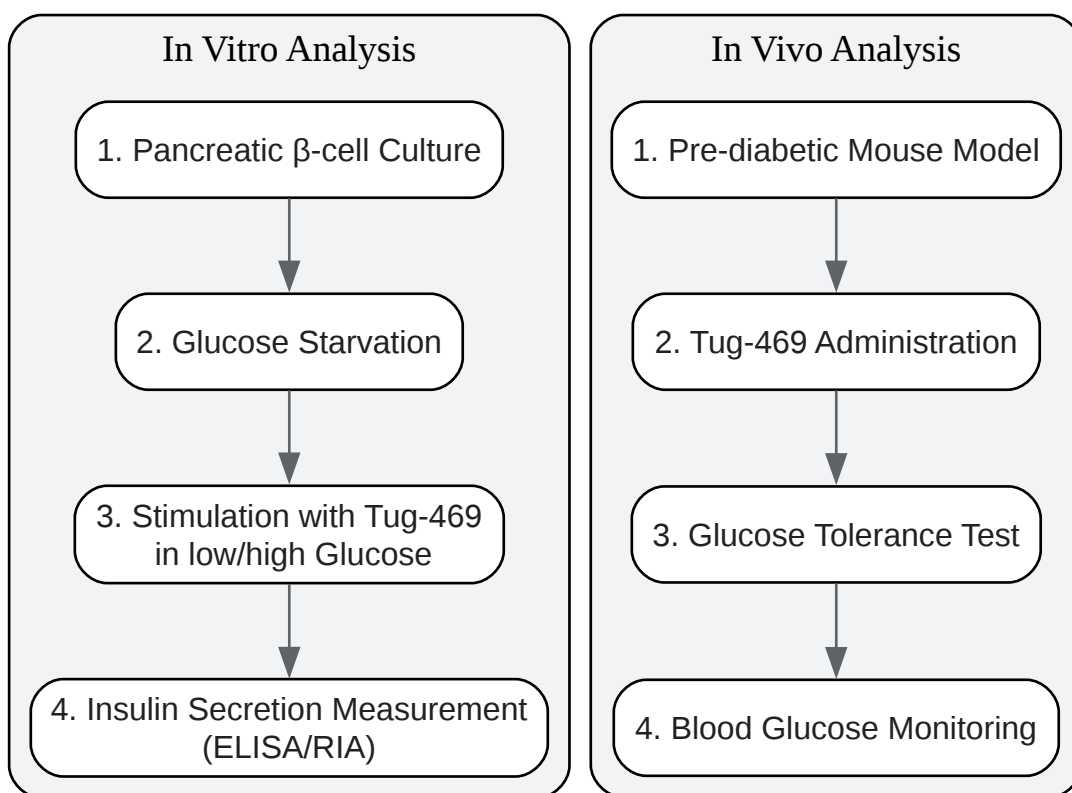 In Vitro Analysis
1. Pancreatic β-cell Culture
2. Glucose Starvation
3. Stimulation with Tug-469
in low/high Glucose
4. Insulin Secretion Measurement
(ELISA/RIA)
In Vivo Analysis
1. Pre-diabetic Mouse Model
2. Tug-469 Administration
3. Glucose Tolerance Test
4. Blood Glucose Monitoring